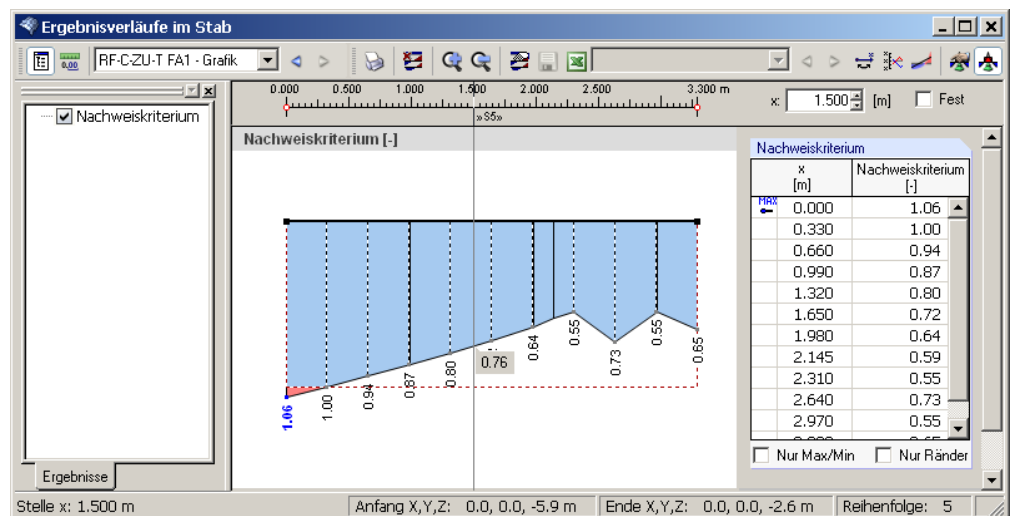 Ergebnisverläufe im Stab
0,00 RF-C-ZU-T FA1 - Grafik
Nachweiskriterium
Ergebnisse
0.000 0.500 1.000 1.500 2.000 2.500 3.300 m
»S5»
x: 1.500 [m] Fest
Nachweiskriterium [-]
1.06
1.00
0.94
0.87
0.80
0.76
0.64
0.55
0.73
0.55
0.65
Nachweiskriterium
x Nachweiskriterium
[m] [-]
MAX 0.000 1.06
0.330 1.00
0.660 0.94
0.990 0.87
1.320 0.80
1.650 0.72
1.980 0.64
2.145 0.59
2.310 0.55
2.640 0.73
2.970 0.55
Nur Max/Min Nur Ränder
Stelle x: 1.500 m Anfang X,Y,Z: 0.0, 0.0, -5.9 m Ende X,Y,Z: 0.0, 0.0, -2.6 m Reihenfolge: 5